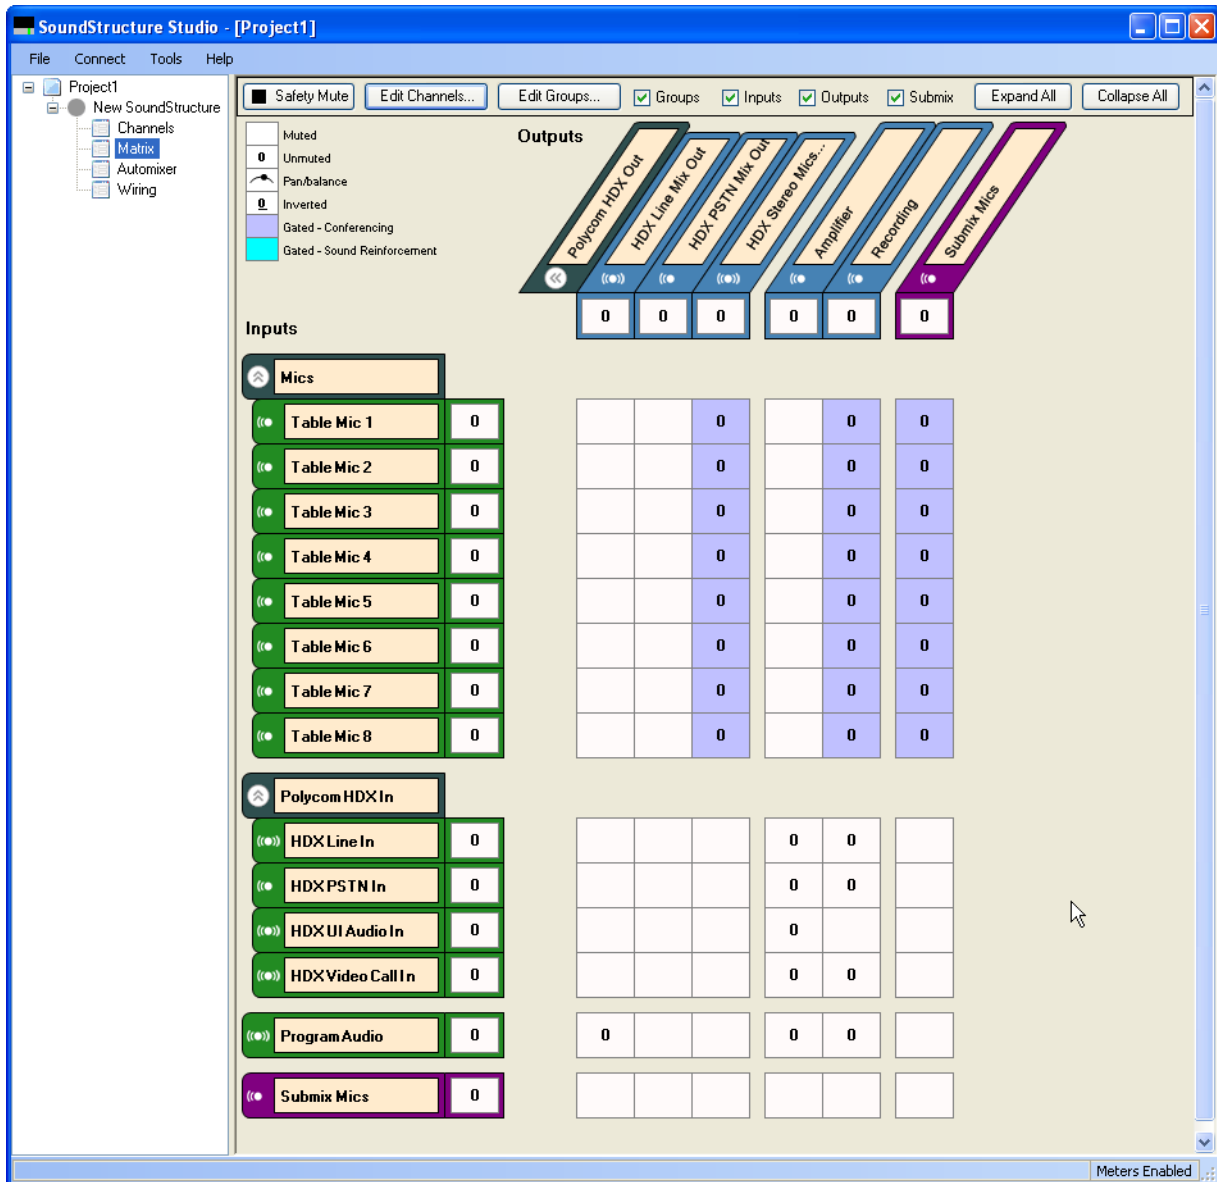 SoundStructure Studio - [Project1]
File Connect Tools Help
Project1
New SoundStructure
Channels
Matrix
Automixer
Wiring
Safety Mute Edit Channels... Edit Groups... Groups Inputs Outputs Submix Expand All Collapse All
Muted
0 Unmuted
Pan/balance
0 Inverted
Gated - Conferencing
Gated - Sound Reinforcement
Outputs
Polycom HDX Out
HDX Line Mix Out
HDX PSTN Mix Out
HDX Stereo Mics...
Amplifier
Recording
Submix Mics
0 0 0 0 0 0
Inputs
Mics
Table Mic 1 0 0 0 0
Table Mic 2 0 0 0 0
Table Mic 3 0 0 0 0
Table Mic 4 0 0 0 0
Table Mic 5 0 0 0 0
Table Mic 6 0 0 0 0
Table Mic 7 0 0 0 0
Table Mic 8 0 0 0 0
Polycom HDX In
HDX Line In 0 0 0
HDX PSTN In 0 0 0
HDX UI Audio In 0 0
HDX Video Call In 0 0 0
Program Audio 0 0 0 0
Submix Mics 0
Meters Enabled